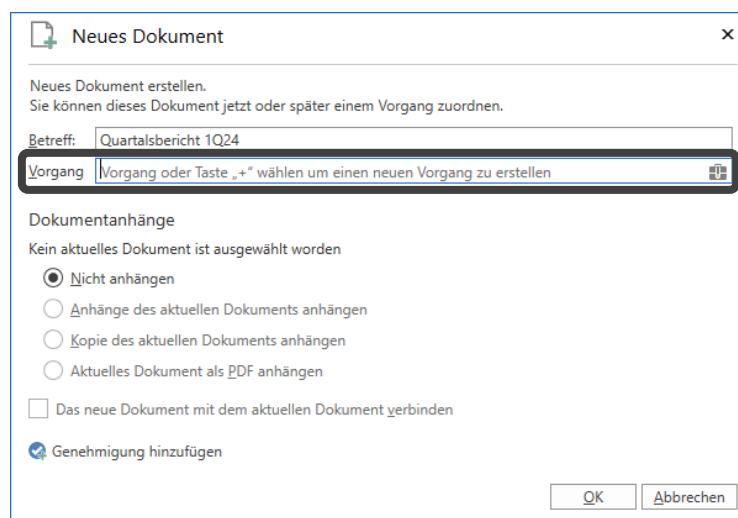 Neues Dokument
Neues Dokument erstellen.
Sie können dieses Dokument jetzt oder später einem Vorgang zuordnen.
Betreff: Quartalsbericht 1Q24
Vorgang Vorgang oder Taste „+“ wählen um einen neuen Vorgang zu erstellen
Dokumentanhänge
Kein aktuelles Dokument ist ausgewählt worden
Nicht anhängen
Anhänge des aktuellen Dokuments anhängen
Kopie des aktuellen Dokuments anhängen
Aktuelles Dokument als PDF anhängen
Das neue Dokument mit dem aktuellen Dokument verbinden
Genehmigung hinzufügen
OK Abbrechen